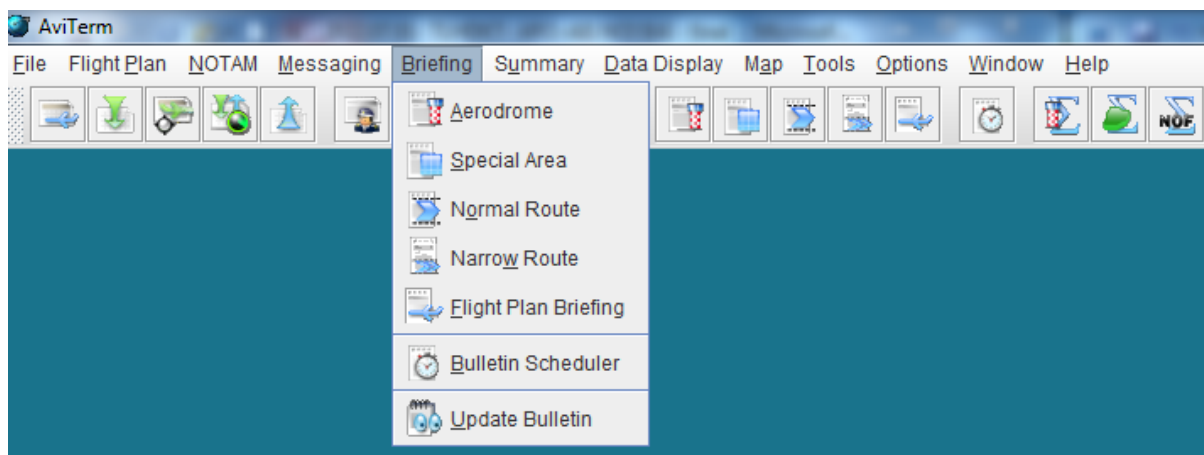 AviTerm
File Flight Plan NOTAM Messaging Briefing Summary Data Display Map Tools Options Window Help
Aerodrome
Special Area
Normal Route
Narrow Route
Flight Plan Briefing
Bulletin Scheduler
Update Bulletin
NOF